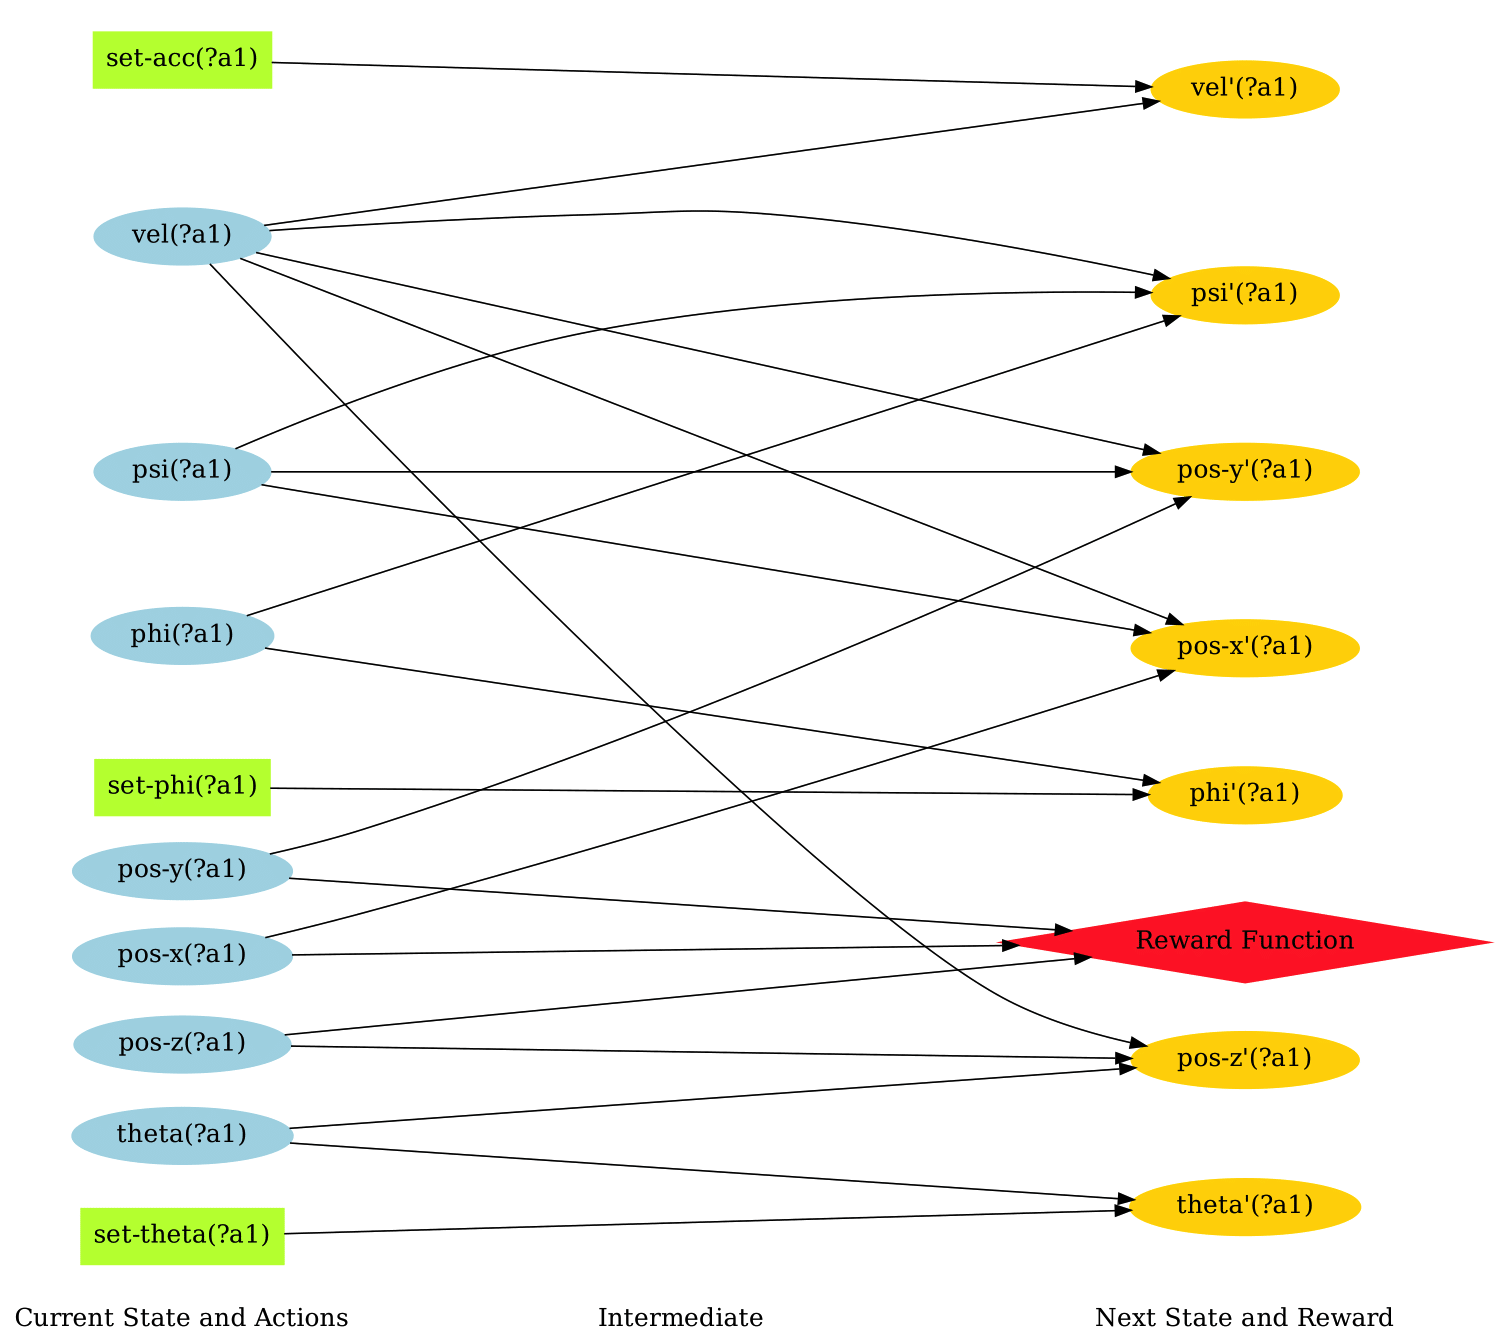 set-acc(?a1)
vel'(?a1)
vel(?a1)
psi'(?a1)
psi(?a1)
pos-y'(?a1)
phi(?a1)
pos-x'(?a1)
set-phi(?a1)
phi'(?a1)
pos-y(?a1)
Reward Function
pos-x(?a1)
pos-z(?a1)
pos-z'(?a1)
theta(?a1)
theta'(?a1)
set-theta(?a1)
Current State and Actions
Intermediate
Next State and Reward